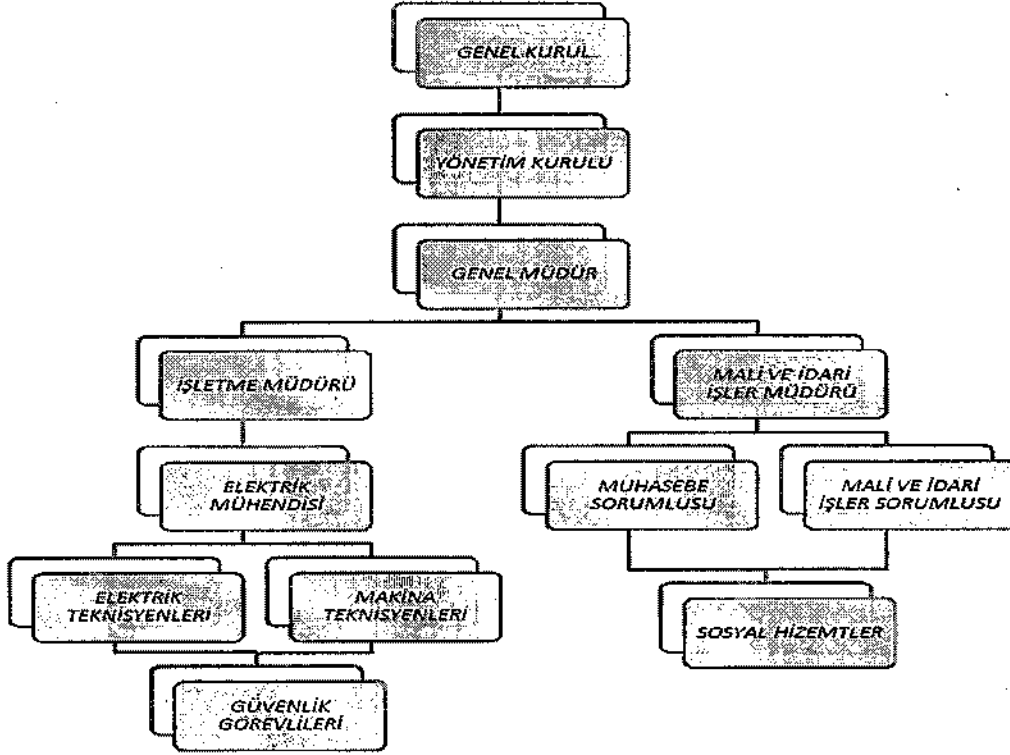 GENEL KURUL
YÖNETİM KURULU
GENEL MÜDÜR
İŞLETME MÜDÜRÜ
MALİ VE İDARİ
İŞLER MÜDÜRÜ
ELEKTRİK
MÜHENDİSİ
MUHASEBE
SORUMLUSU
MALİ VE İDARİ
İŞLER SORUMLUSU
ELEKTRİK
TEKNİSYENLERİ
MAKİNA
TEKNİSYENLERİ
SOSYAL HİZEMTLER
GÜVENLİK
GÖREVLİLERİ